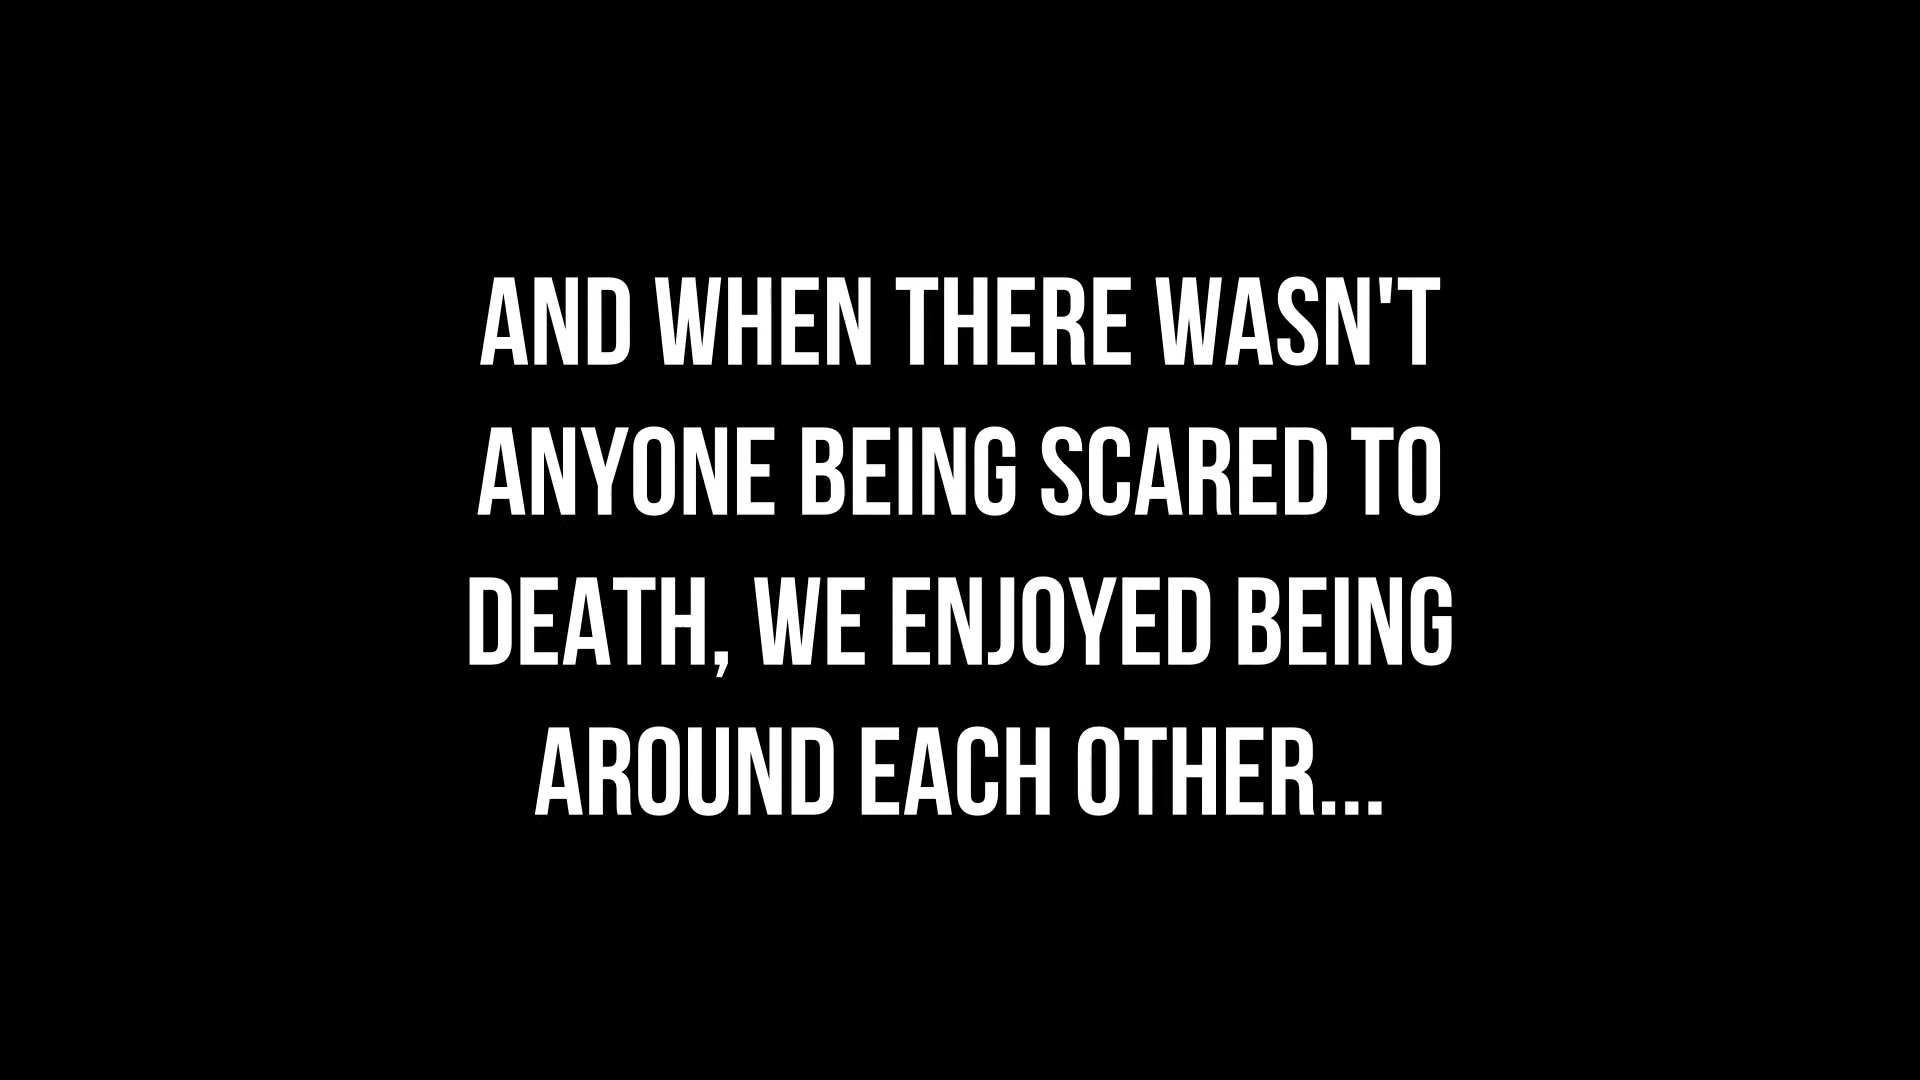 AND WHEN THERE WASN'T
ANYONE BEING SCARED TO
DEATH, WE ENJOYED BEING
AROUND EACH OTHER...